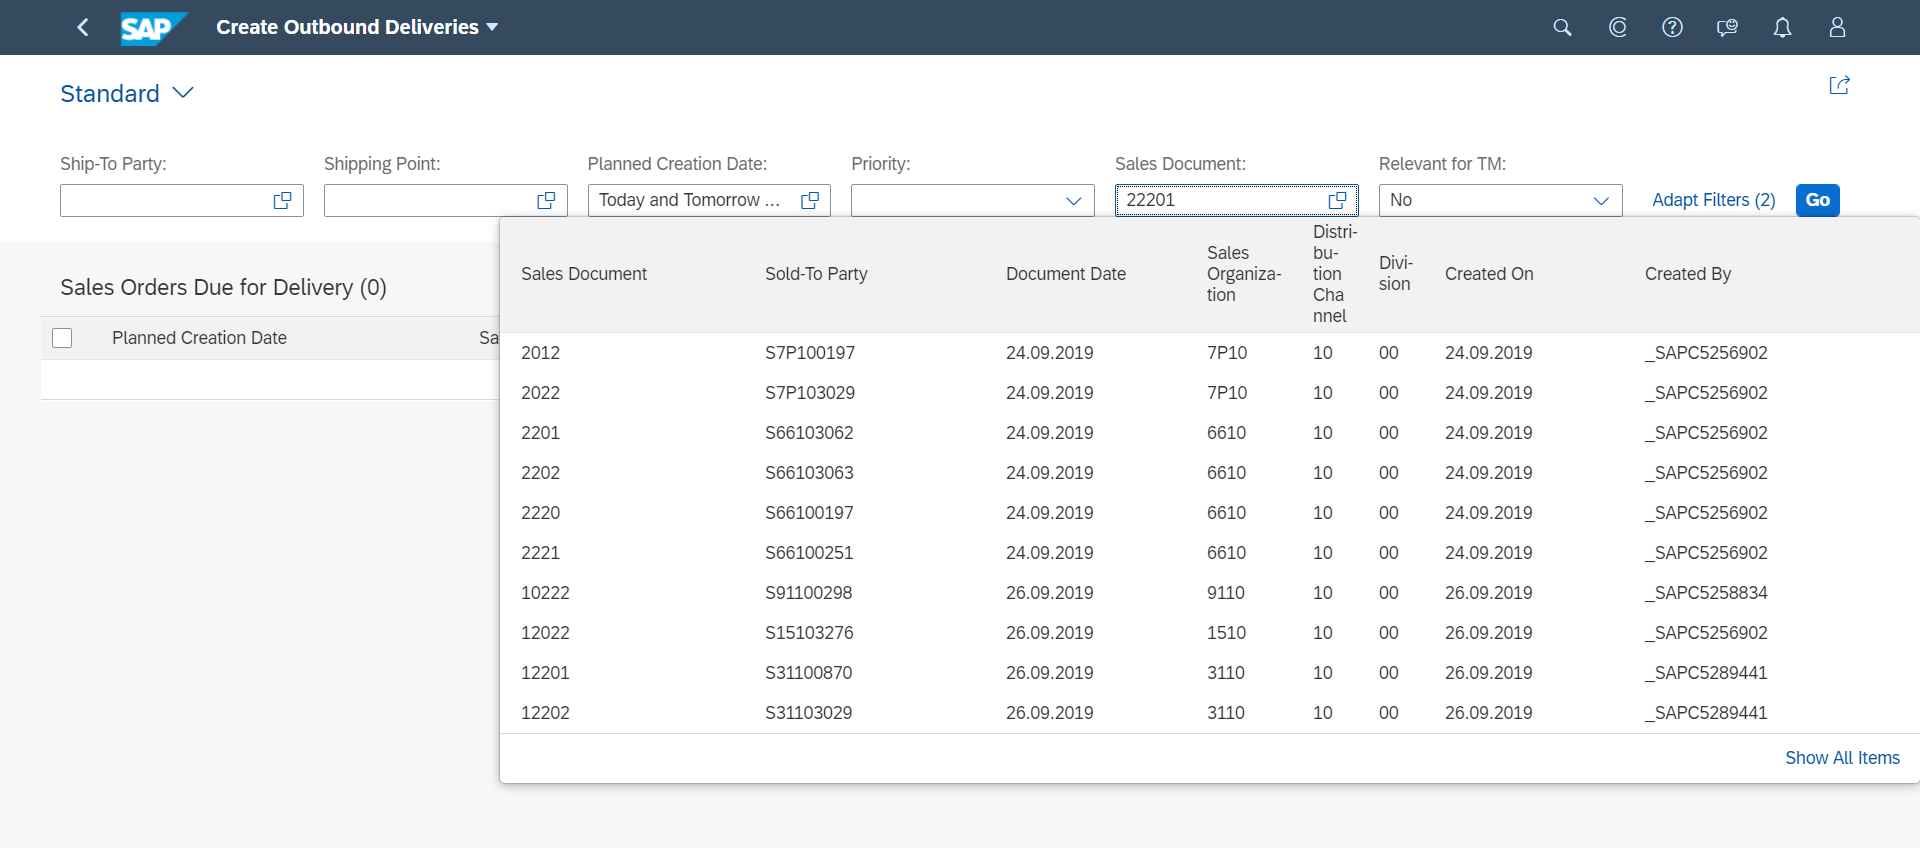 SAP Create Outbound Deliveries
Standard
Ship-To Party: Shipping Point: Planned Creation Date: Priority: Sales Document: Relevant for TM:
Today and Tomorrow ... 22201 No Adapt Filters (2) Go
Sales Orders Due for Delivery (0)
Planned Creation Date Sa
Sales Document Sold-To Party Document Date Sales Organiza-tion Distri-bu-tion Cha nnel Divi-sion Created On Created By
2012 S7P100197 24.09.2019 7P10 10 00 24.09.2019 _SAPC5256902
2022 S7P103029 24.09.2019 7P10 10 00 24.09.2019 _SAPC5256902
2201 S66103062 24.09.2019 6610 10 00 24.09.2019 _SAPC5256902
2202 S66103063 24.09.2019 6610 10 00 24.09.2019 _SAPC5256902
2220 S66100197 24.09.2019 6610 10 00 24.09.2019 _SAPC5256902
2221 S66100251 24.09.2019 6610 10 00 24.09.2019 _SAPC5256902
10222 S91100298 26.09.2019 9110 10 00 26.09.2019 _SAPC5258834
12022 S15103276 26.09.2019 1510 10 00 26.09.2019 _SAPC5256902
12201 S31100870 26.09.2019 3110 10 00 26.09.2019 _SAPC5289441
12202 S31103029 26.09.2019 3110 10 00 26.09.2019 _SAPC5289441
Show All Items